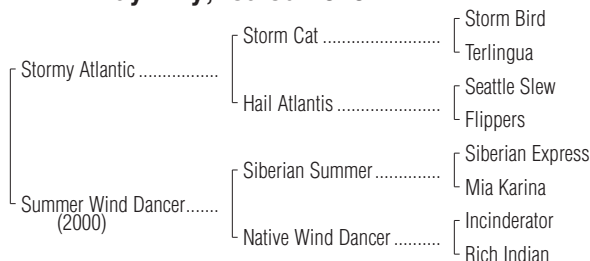 Storm Bird
Storm Cat ........................
Terlingua
Stormy Atlantic ................
Seattle Slew
Hail Atlantis .....................
Flippers
Siberian Express
Siberian Summer .............
Mia Karina
Summer Wind Dancer.......
(2000)
Incinderator
Native Wind Dancer ..........
Rich Indian